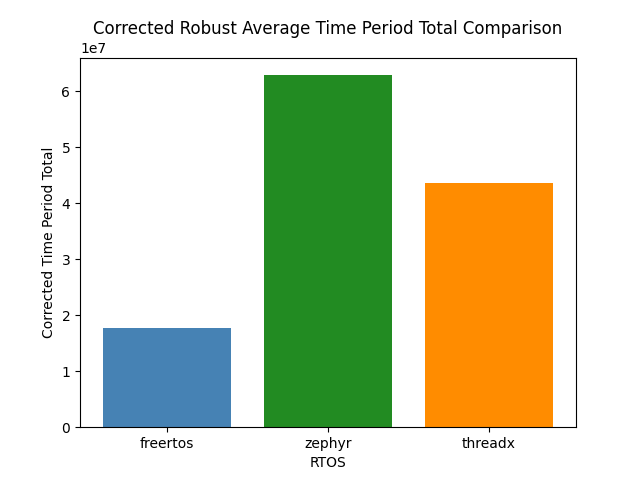 Corrected Robust Average Time Period Total Comparison
1e7
6
5
4
3
2
1
0
Corrected Time Period Total
freertos zephyr threadx
RTOS